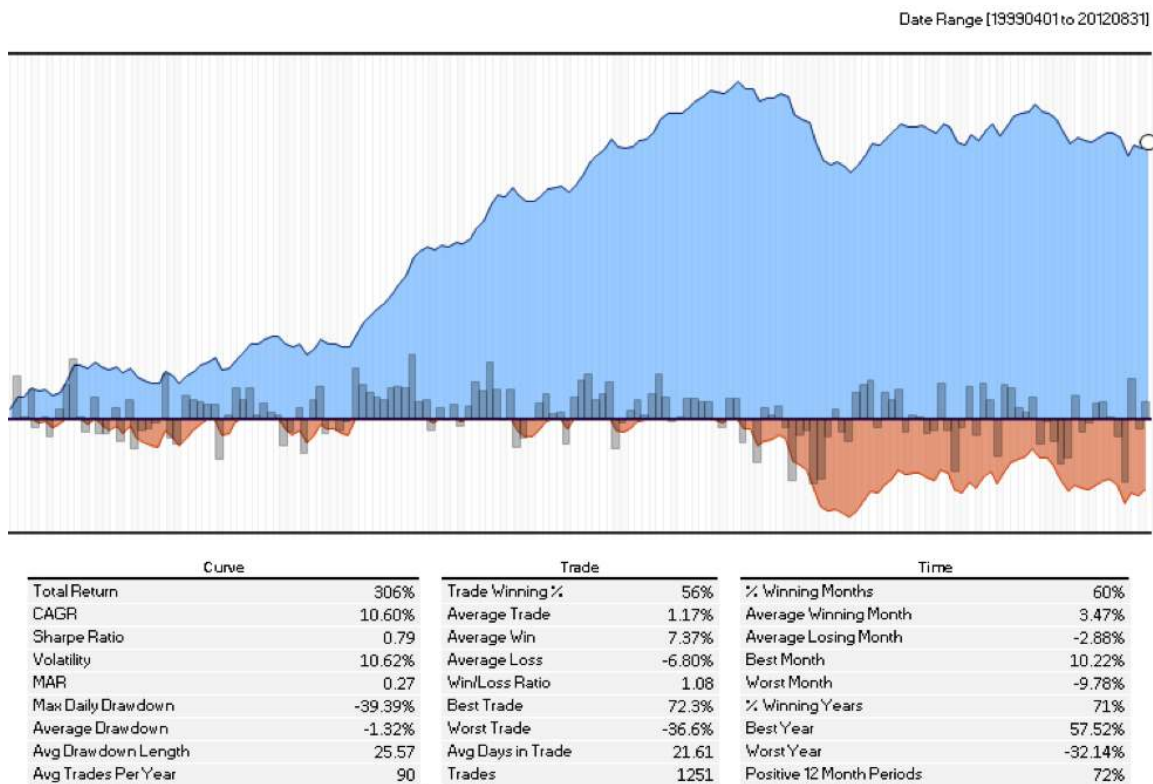 Date Range [19990401 to 20120831]
Curve Trade Time
Total Return 306% Trade Winning % 56% % Winning Months 60%
CAGR 10.60% Average Trade 1.17% Average Winning Month 3.47%
Sharpe Ratio 0.79 Average Win 7.37% Average Losing Month -2.88%
Volatility 10.62% Average Loss -6.80% Best Month 10.22%
MAR 0.27 Win/Loss Ratio 1.08 Worst Month -9.78%
Max Daily Drawdown -39.39% Best Trade 72.3% % Winning Years 71%
Average Drawdown -1.32% Worst Trade -36.6% Best Year 57.52%
Avg Drawdown Length 25.57 Avg Days in Trade 21.61 Worst Year -32.14%
Avg Trades Per Year 90 Trades 1251 Positive 12 Month Periods 72%